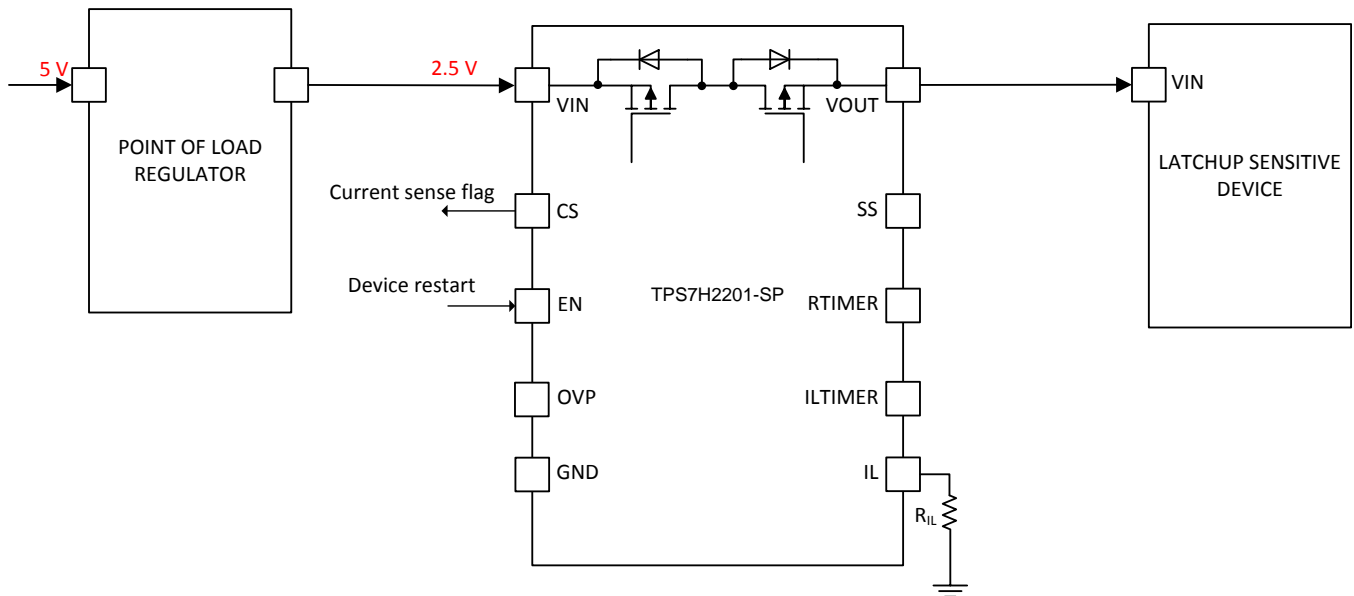 5 V
2.5 V
VIN
VOUT
VIN
POINT OF LOAD
REGULATOR
LATCHUP SENSITIVE
DEVICE
Current sense flag
CS
SS
Device restart
EN
TPS7H2201-SP
RTIMER
OVP
ILTIMER
GND
IL
RIL